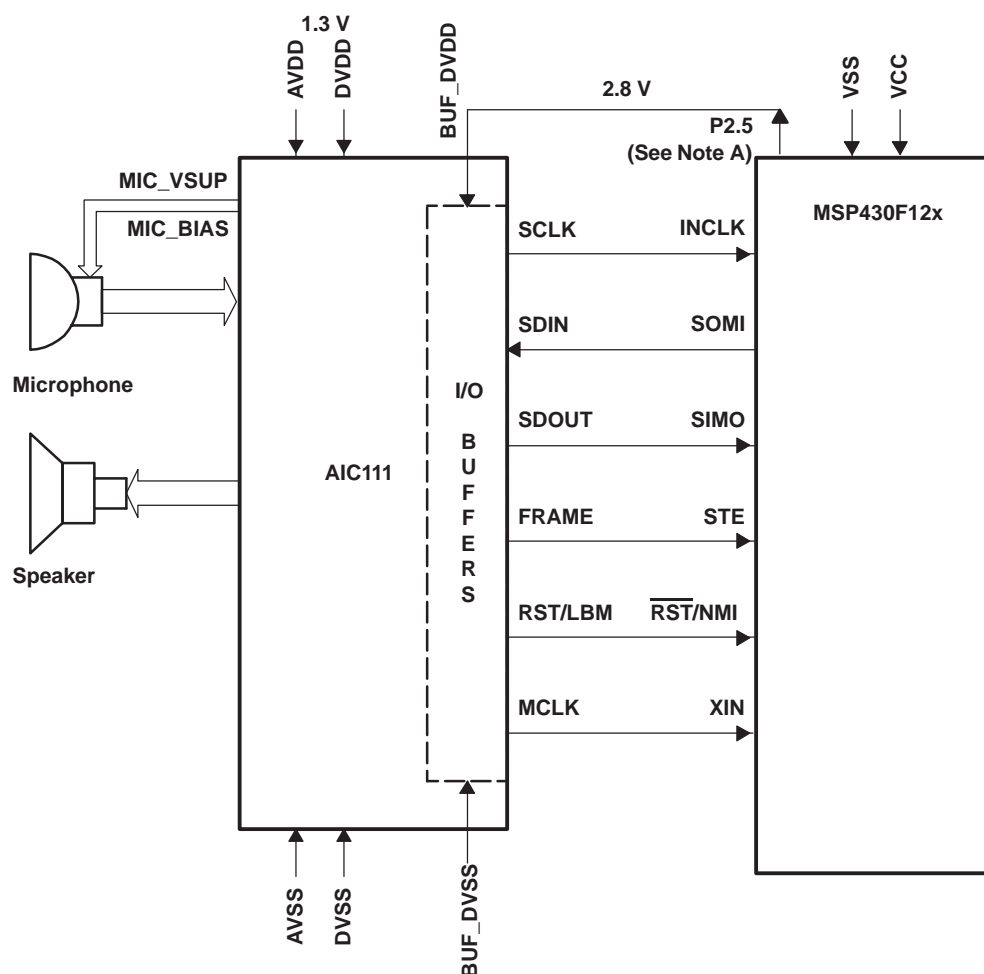 1.3 V
AVDD
DVDD
BUF_DVDD
2.8 V
VSS
VCC
P2.5
(See Note A)
MIC_VSUP
MIC_BIAS
MSP430F12x
SCLK
INCLK
SDIN
SOMI
Microphone
I/O
BUFFERS
SDOUT
SIMO
AIC111
FRAME
STE
Speaker
RST/LBM
RST/NMI
MCLK
XIN
AVSS
DVSS
BUF_DVSS